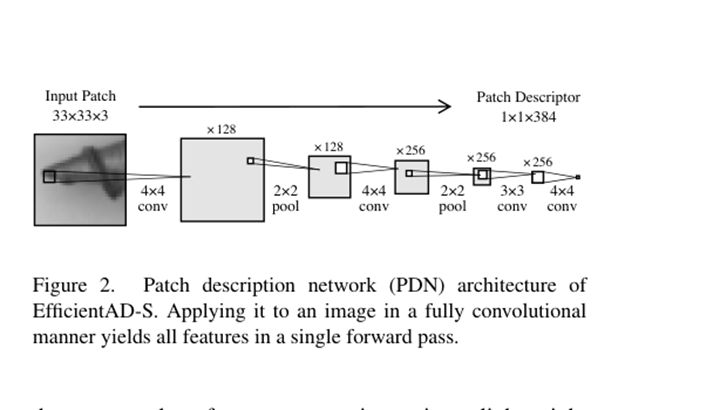 Input Patch
33×33×3
Patch Descriptor
1×1×384
×128
×128
×256
×256
×256
4×4
conv
2×2
pool
4×4
conv
2×2
pool
3×3
conv
4×4
conv
Figure 2. Patch description network (PDN) architecture of
EfficientAD-S. Applying it to an image in a fully convolutional
manner yields all features in a single forward pass.